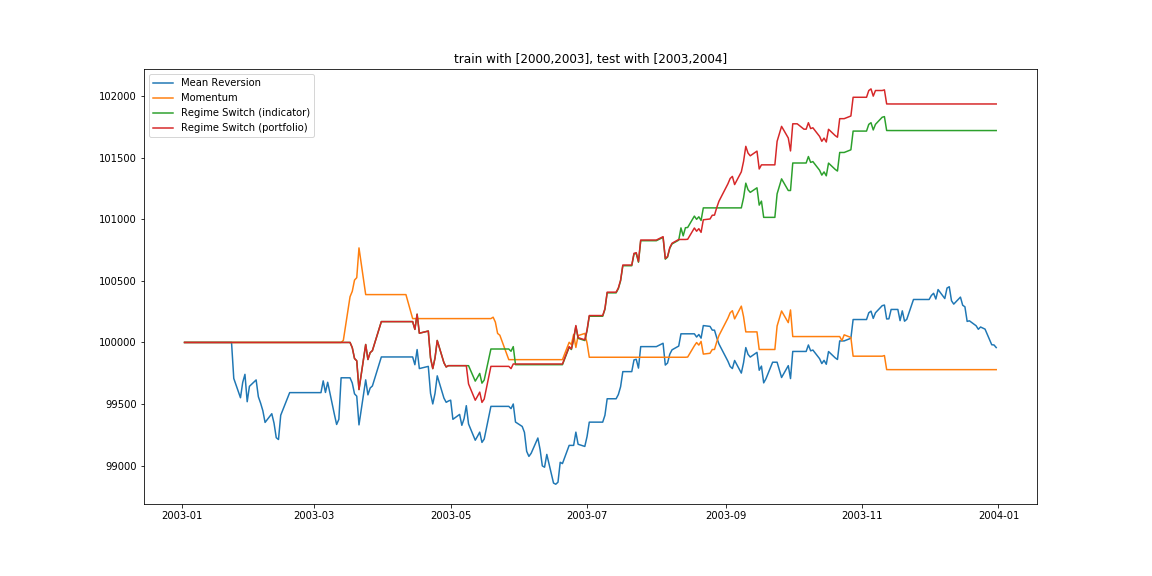 train with [2000,2003], test with [2003,2004]
Mean Reversion
Momentum
Regime Switch (indicator)
Regime Switch (portfolio)
102000
101500
101000
100500
100000
99500
99000
2003-01 2003-03 2003-05 2003-07 2003-09 2003-11 2004-01